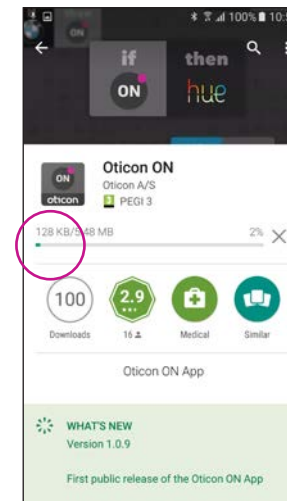 100% 10:
if then
ON hue
Oticon ON
ON Oticon A/S
oticon 3 PEGI 3
128 KB/5.48 MB 2%
100 2.9
Downloads 16 Medical Similar
Oticon ON App
WHAT'S NEW
Version 1.0.9
First public release of the Oticon ON App